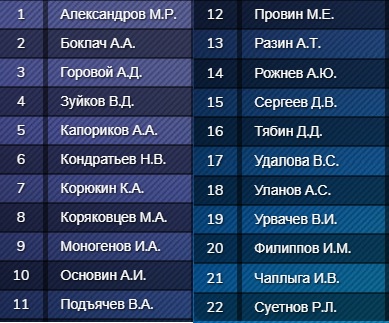 1 Александров М.Р.
2 Боклач А.А.
3 Горовой А.Д.
4 Зуйков В.Д.
5 Капориков А.А.
6 Кондратьев Н.В.
7 Корюкин К.А.
8 Коряковцев М.А.
9 Моногенов И.А.
10 Основин А.И.
11 Подъячев В.А.
12 Провин М.Е.
13 Разин А.Т.
14 Рожнев А.Ю.
15 Сергеев Д.В.
16 Тябин Д.Д.
17 Удалова В.С.
18 Уланов А.С.
19 Урвачев В.И.
20 Филиппов И.М.
21 Чаплыга И.В.
22 Суетнов Р.Л.